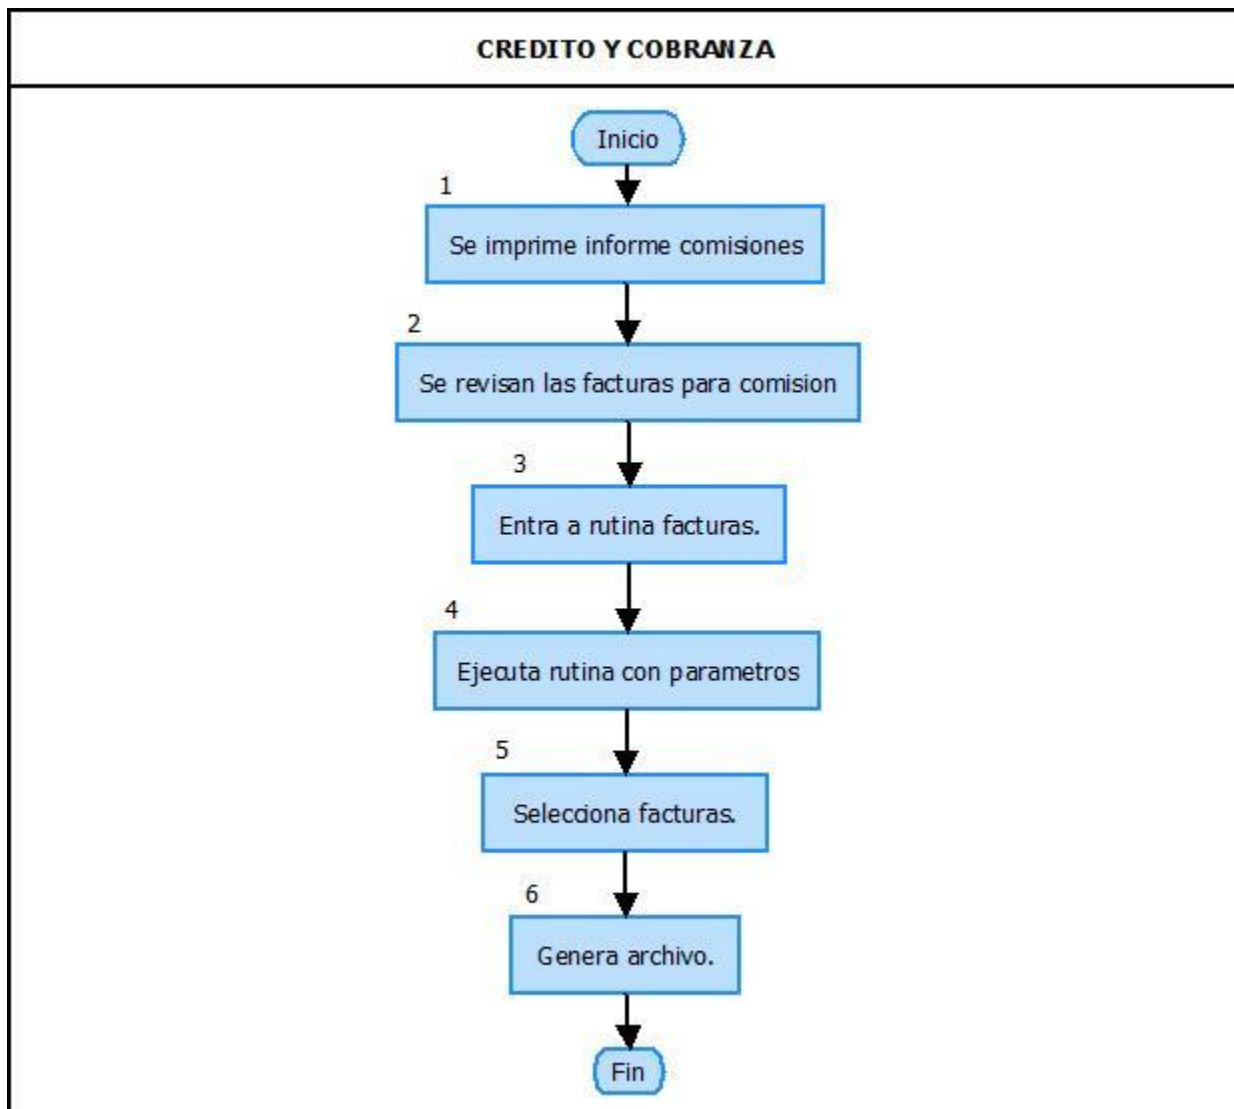 CREDITO Y COBRANZA
Inicio
1
Se imprime informe comisiones
2
Se revisan las facturas para comision
3
Entra a rutina facturas.
4
Ejecuta rutina con parametros
5
Selecciona facturas.
6
Genera archivo.
Fin